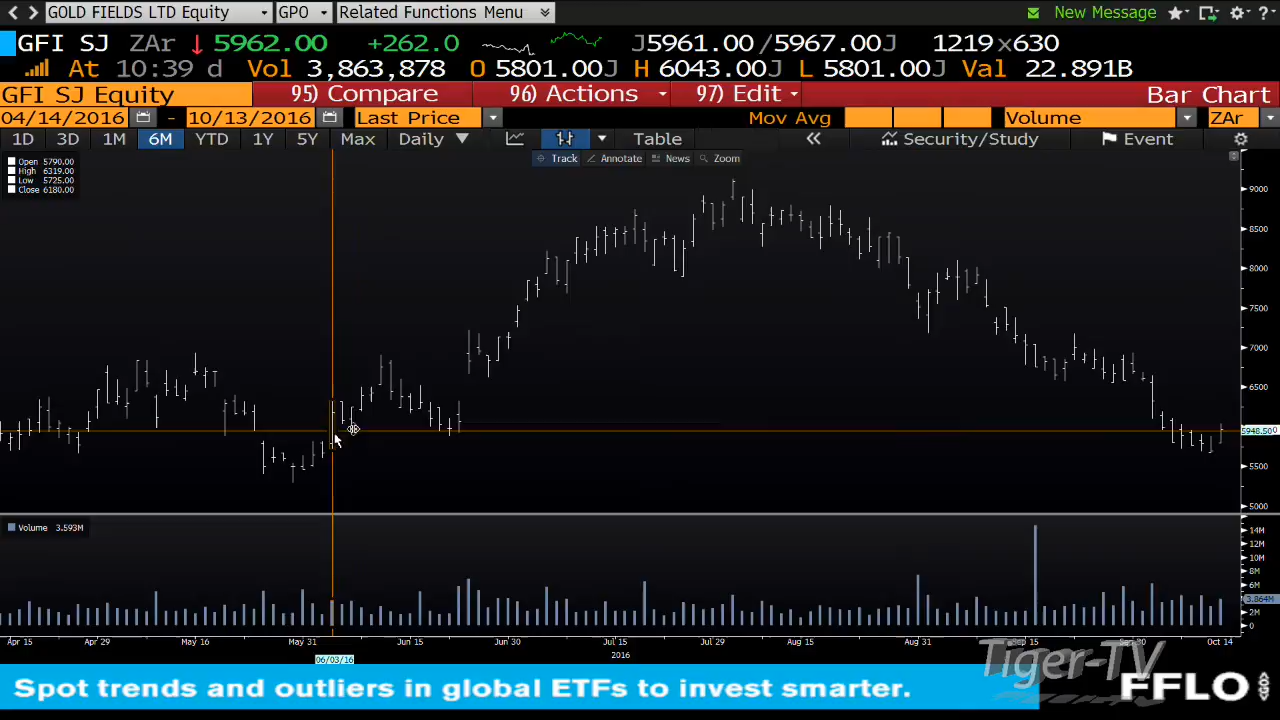 GOLD FIELDS LTD Equity GPO Related Functions Menu New Message ?
GFI SJ ZAr ↓ 5962.00 +262.0 J5961.00 /5967.00J 1219 x 630
At 10:39 d Vol 3,863,878 O 5801.00J H 6043.00J L 5801.00J Val 22.891B
GFI SJ Equity 95) Compare 96) Actions 97) Edit Bar Chart
04/14/2016 - 10/13/2016 Last Price Mov Avg Volume ZAr
1D 3D 1M 6M YTD 1Y 5Y Max Daily Table Security/Study Event
Track Annotate News Zoom
Open 5790.00
High 6319.00
Low 5725.00
Close 6180.00
9000
8500
8000
7500
7000
6500
5948.50
5500
5000
Volume 3.593M
14M
12M
10M
8M
6M
3.864M
2M
0
Apr 15 Apr 29 May 16 May 31 Jun 15 Jun 30 Jul 15 Jul 29 Aug 15 Aug 31 Sep 15 Sep 30 Oct 14
2016
06/03/16
Tiger-TV
Spot trends and outliers in global ETFs to invest smarter. FFLO